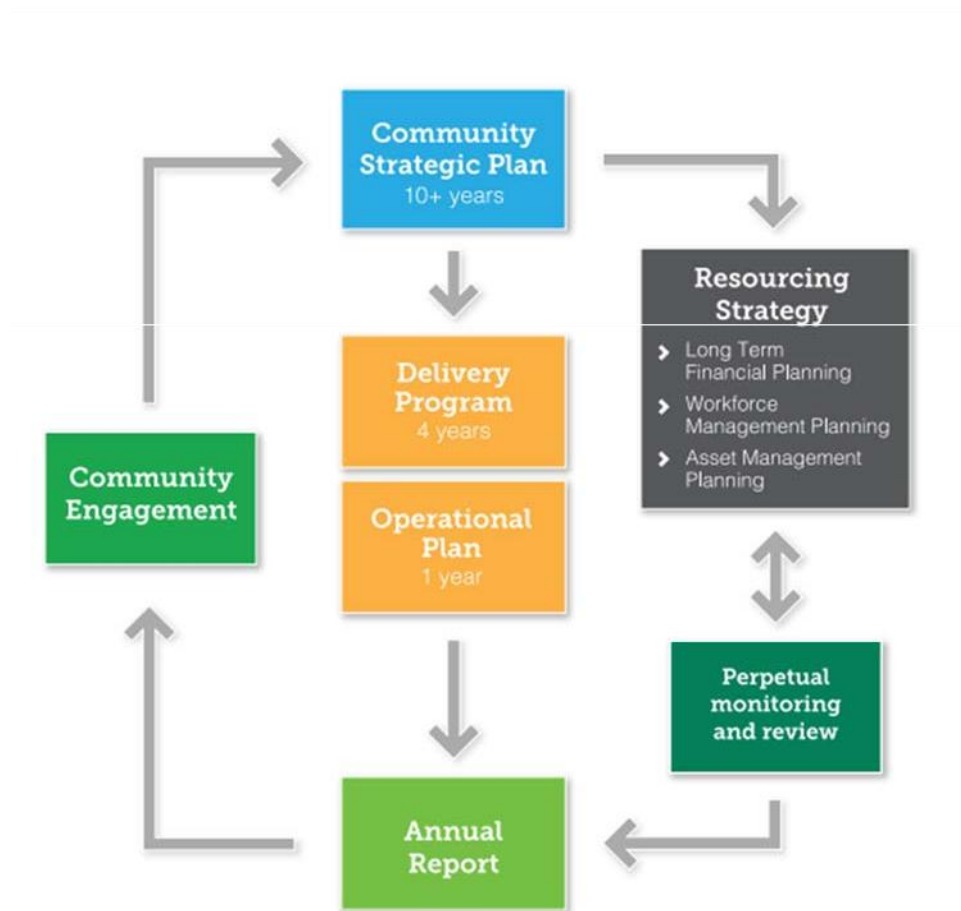 Community
Strategic Plan
10+ years
Resourcing
Strategy
Long Term
Financial Planning
Workforce
Management Planning
Asset Management
Planning
Delivery
Program
4 years
Community
Engagement
Operational
Plan
1 year
Perpetual
monitoring
and review
Annual
Report